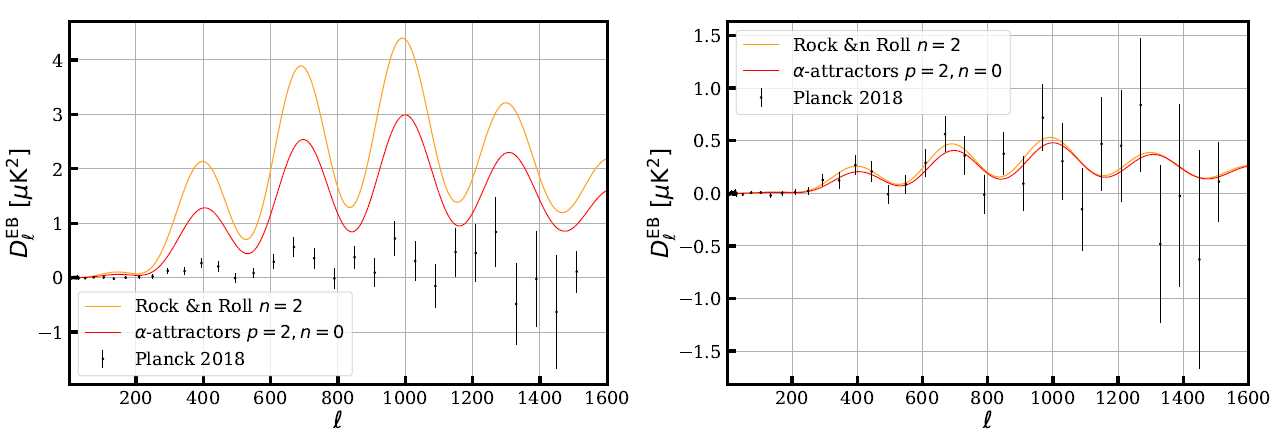 4
3
2
1
0
−1
D_ℓ^EB [μK²]
Rock &n Roll n = 2
α-attractors p = 2, n = 0
Planck 2018
200 400 600 800 1000 1200 1400 1600
ℓ
1.5
1.0
0.5
0.0
−0.5
−1.0
−1.5
D_ℓ^EB [μK²]
Rock &n Roll n = 2
α-attractors p = 2, n = 0
Planck 2018
200 400 600 800 1000 1200 1400 1600
ℓ